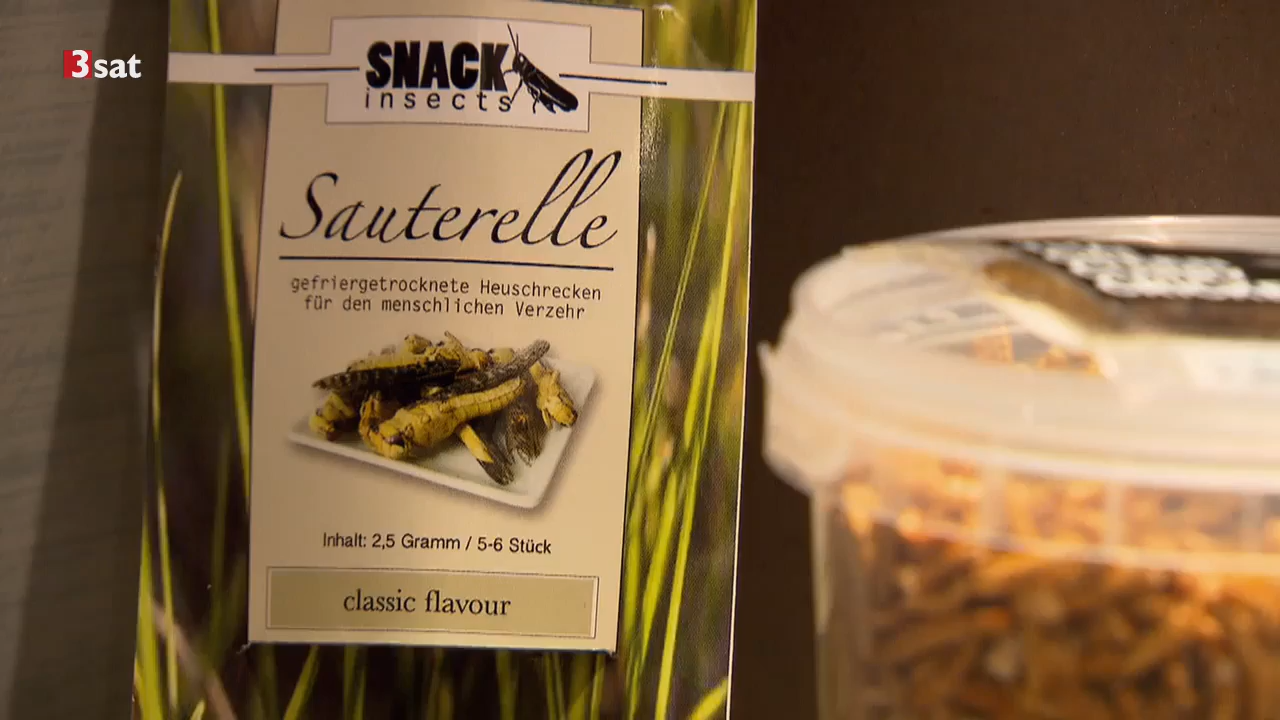 3sat
SNACK
insects
Sauterelle
gefriergetrocknete Heuschrecken
für den menschlichen Verzehr
Inhalt: 2,5 Gramm / 5-6 Stück
classic flavour